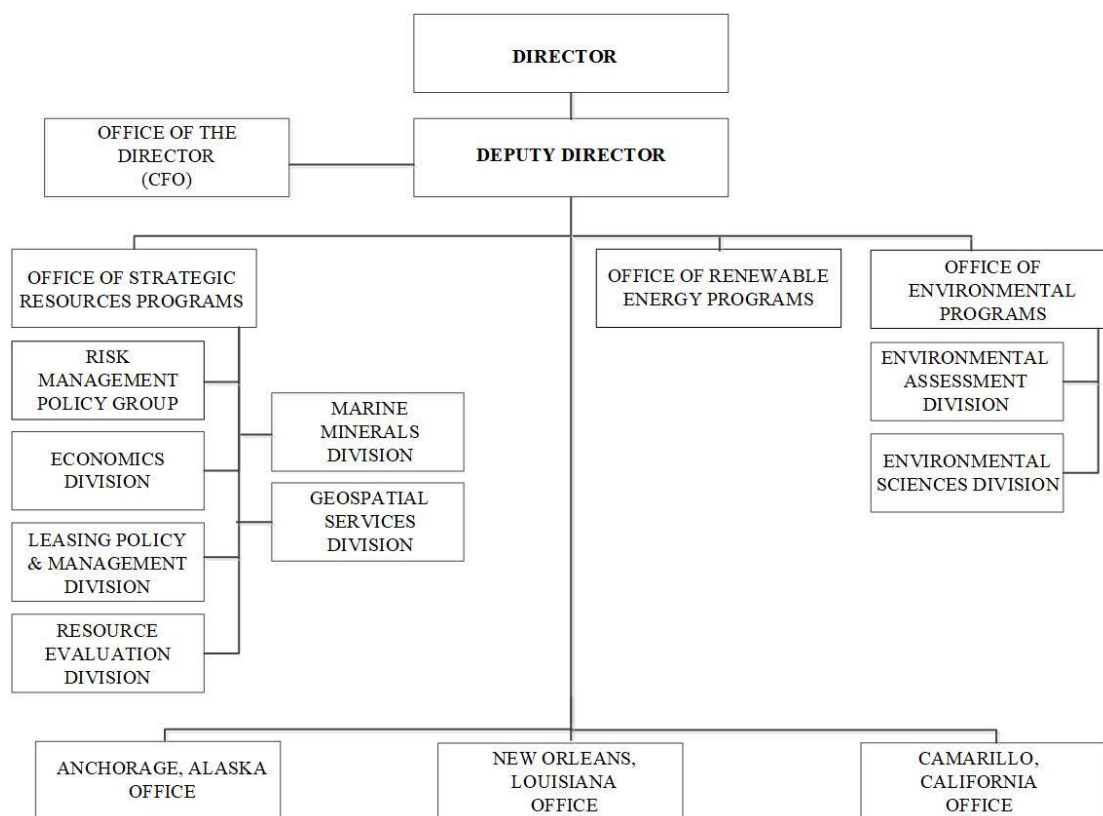 DIRECTOR
OFFICE OF THE
DIRECTOR
(CFO)
DEPUTY DIRECTOR
OFFICE OF STRATEGIC
RESOURCES PROGRAMS
OFFICE OF RENEWABLE
ENERGY PROGRAMS
OFFICE OF
ENVIRONMENTAL
PROGRAMS
RISK
MANAGEMENT
POLICY GROUP
ECONOMICS
DIVISION
LEASING POLICY
& MANAGEMENT
DIVISION
RESOURCE
EVALUATION
DIVISION
MARINE
MINERALS
DIVISION
GEOSPATIAL
SERVICES
DIVISION
ENVIRONMENTAL
ASSESSMENT
DIVISION
ENVIRONMENTAL
SCIENCES DIVISION
ANCHORAGE, ALASKA
OFFICE
NEW ORLEANS,
LOUISIANA
OFFICE
CAMARILLO,
CALIFORNIA
OFFICE